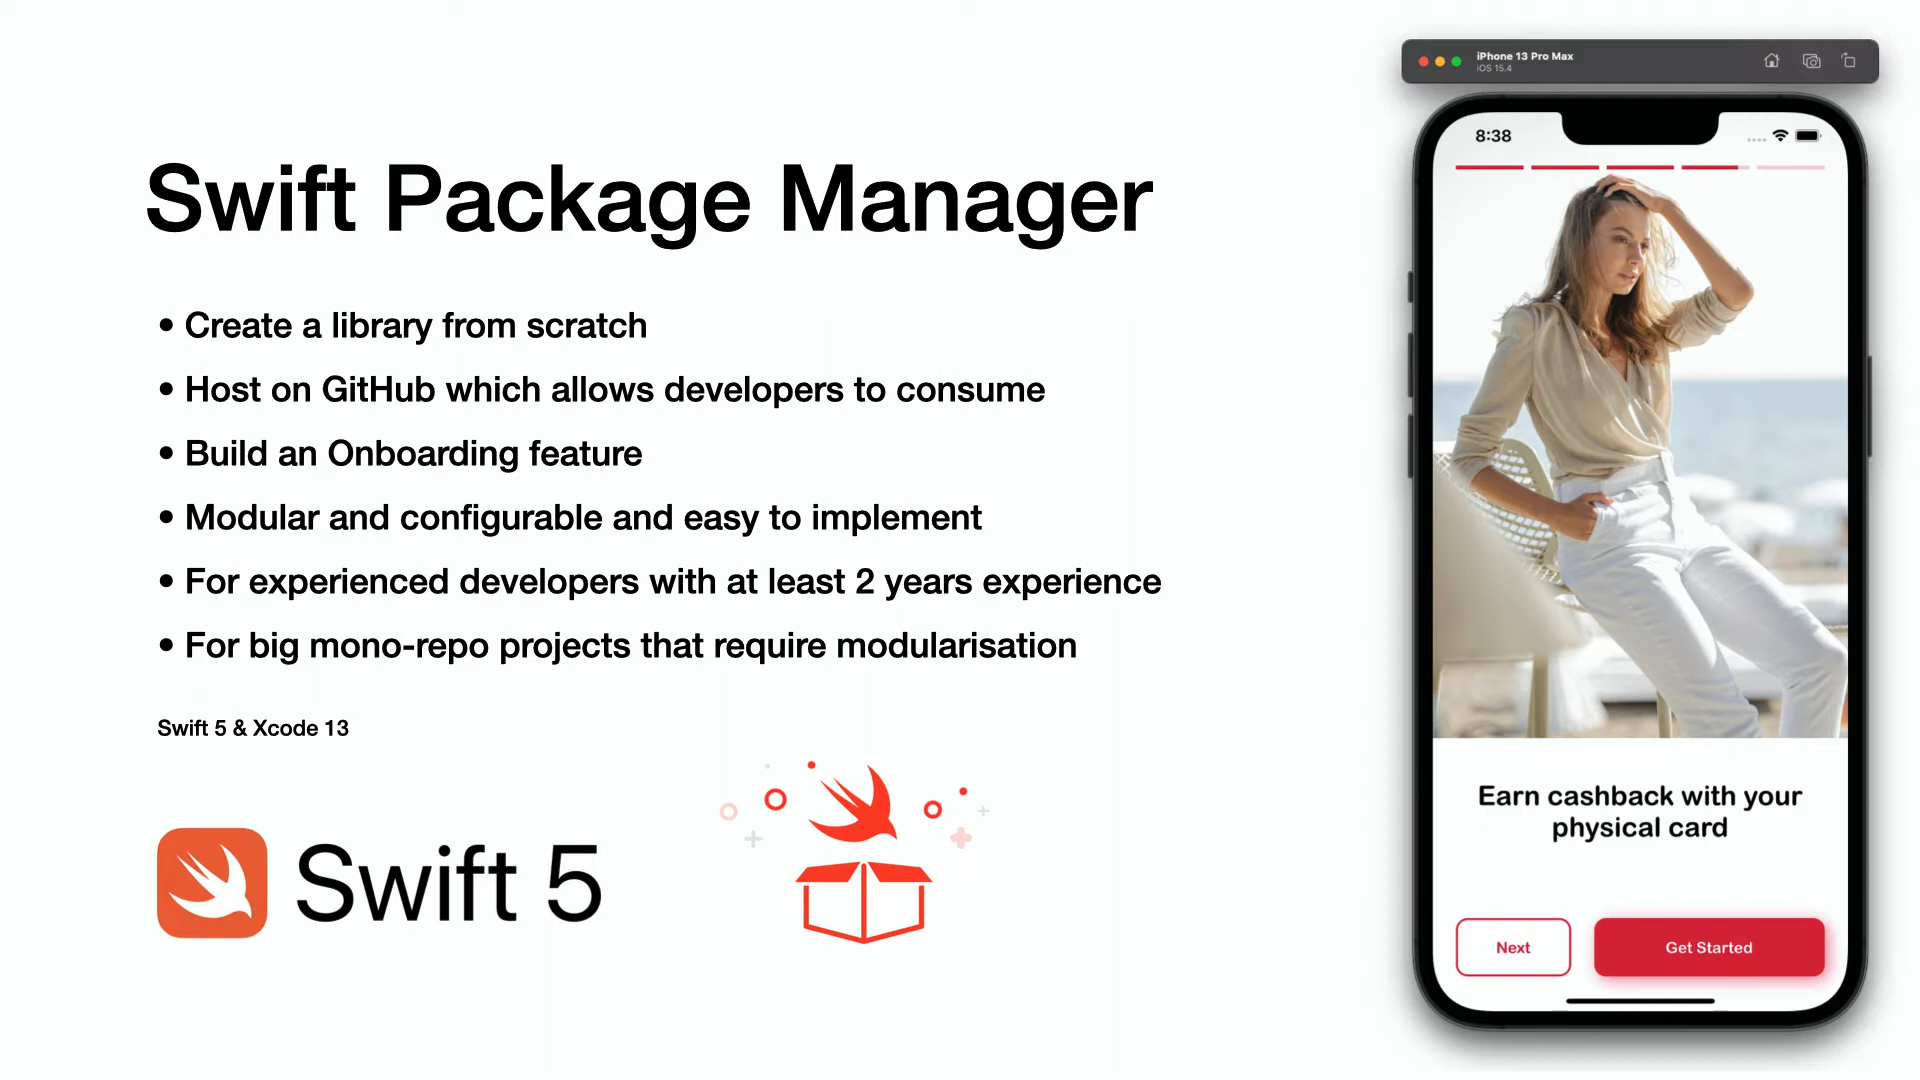 Swift Package Manager
• Create a library from scratch
• Host on GitHub which allows developers to consume
• Build an Onboarding feature
• Modular and configurable and easy to implement
• For experienced developers with at least 2 years experience
• For big mono-repo projects that require modularisation
Swift 5 & Xcode 13
Swift 5
iPhone 13 Pro Max
iOS 15.4
8:38
Earn cashback with your
physical card
Next
Get Started